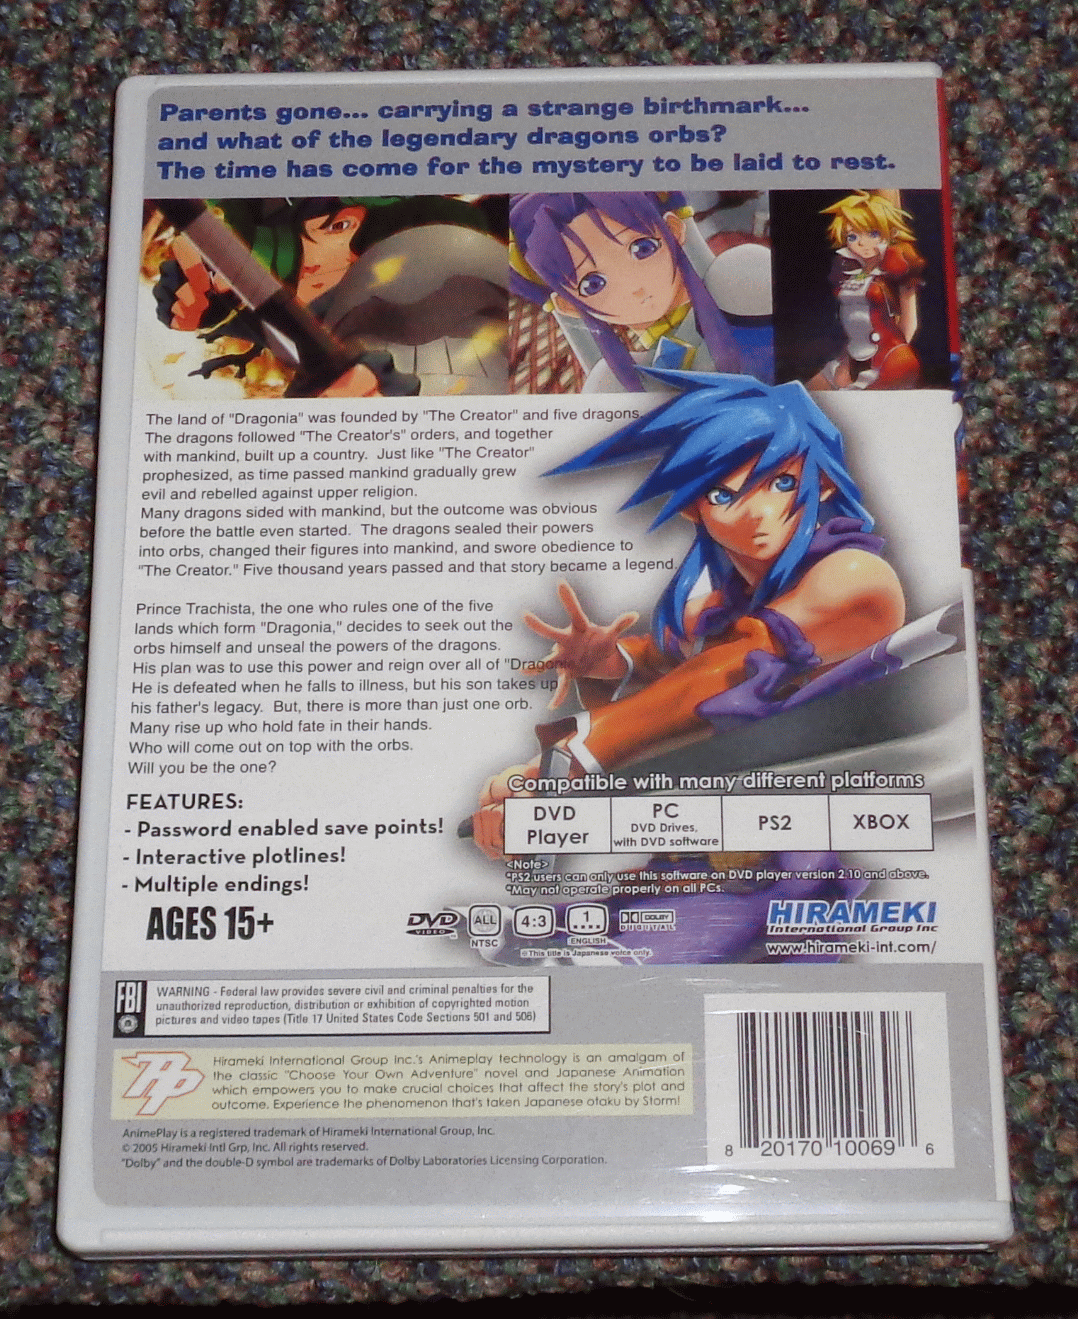 Parents gone... carrying a strange birthmark...
and what of the legendary dragons orbs?
The time has come for the mystery to be laid to rest.
The land of "Dragonia" was founded by "The Creator" and five dragons.
The dragons followed "The Creator's" orders, and together
with mankind, built up a country. Just like "The Creator"
prophesized, as time passed mankind gradually grew
evil and rebelled against upper religion.
Many dragons sided with mankind, but the outcome was obvious
before the battle even started. The dragons sealed their powers
into orbs, changed their figures into mankind, and swore obedience to
"The Creator." Five thousand years passed and that story became a legend.
Prince Trachista, the one who rules one of the five
lands which form "Dragonia," decides to seek out the
orbs himself and unseal the powers of the dragons.
His plan was to use this power and reign over all of "Dragonia.
He is defeated when he falls to illness, but his son takes up
his father's legacy. But, there is more than just one orb.
Many rise up who hold fate in their hands.
Who will come out on top with the orbs.
Will you be the one?
FEATURES:
- Password enabled save points!
- Interactive plotlines!
- Multiple endings!
AGES 15+
Compatible with many different platforms
DVD Player
PC DVD Drives, with DVD software
PS2
XBOX
<Note>
*PS2 users can only use this software on DVD player version 2.10 and above.
*May not operate properly on all PCs.
DVD VIDEO
ALL NTSC
4:3
1 ENGLISH
DOLBY DIGITAL
This title is Japanese voice only.
HIRAMEKI
International Group Inc
www.hirameki-int.com/
FBI
WARNING - Federal law provides severe civil and criminal penalties for the
unauthorized reproduction, distribution or exhibition of copyrighted motion
pictures and video tapes (Title 17 United States Code Sections 501 and 506)
AP
Hirameki International Group Inc.'s Animeplay technology is an amalgam of
the classic "Choose Your Own Adventure" novel and Japanese Animation
which empowers you to make crucial choices that affect the story's plot and
outcome. Experience the phenomenon that's taken Japanese otaku by Storm!
AnimePlay is a registered trademark of Hirameki International Group, Inc.
© 2005 Hirameki Intl Grp, Inc. All rights reserved.
"Dolby" and the double-D symbol are trademarks of Dolby Laboratories Licensing Corporation.
8 20170 10069 6